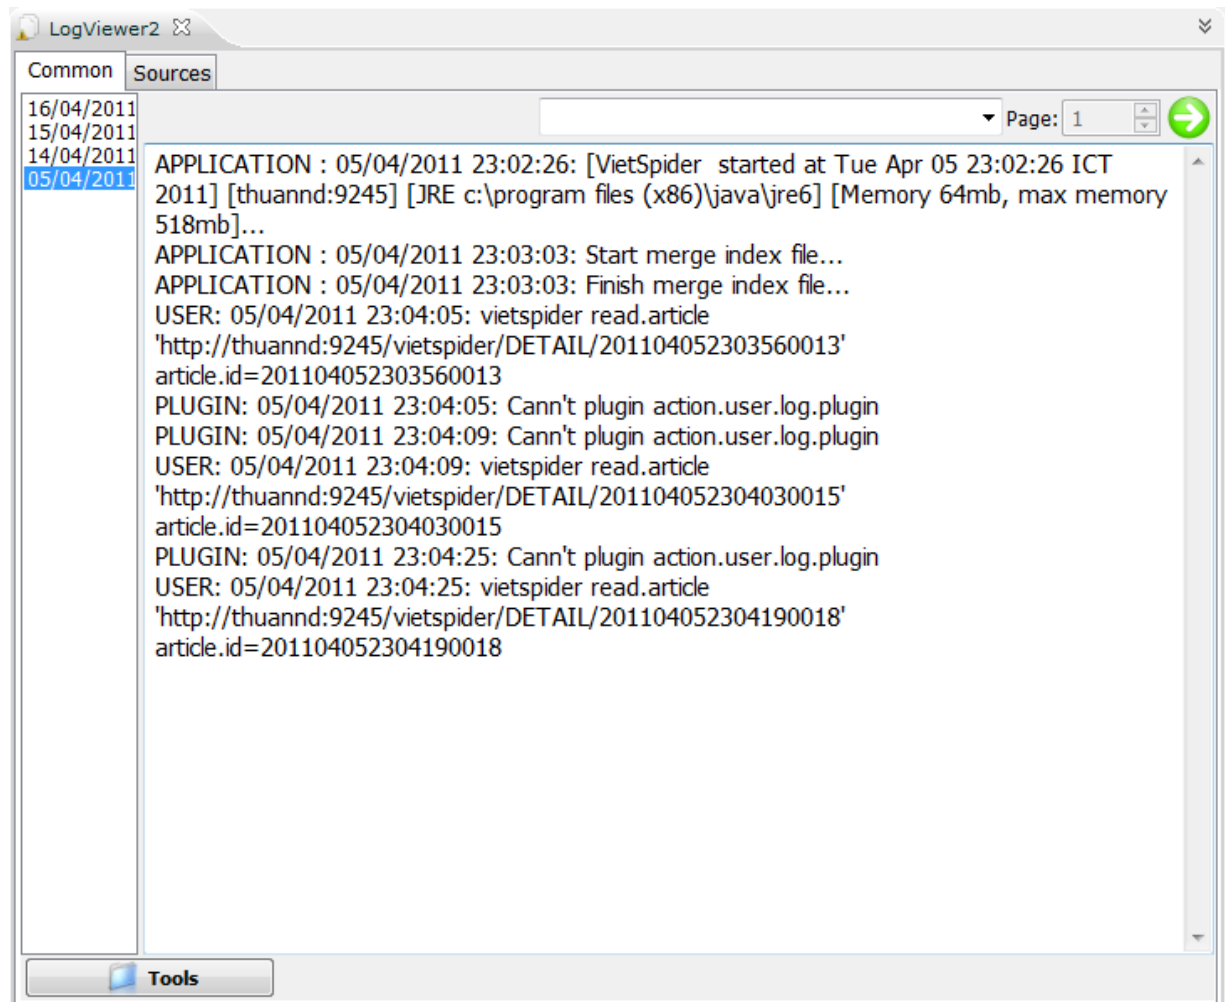 LogViewer2
Common Sources
16/04/2011
15/04/2011
14/04/2011
05/04/2011
Page: 1
APPLICATION : 05/04/2011 23:02:26: [VietSpider  started at Tue Apr 05 23:02:26 ICT
2011] [thuannd:9245] [JRE c:\program files (x86)\java\jre6] [Memory 64mb, max memory
518mb]...
APPLICATION : 05/04/2011 23:03:03: Start merge index file...
APPLICATION : 05/04/2011 23:03:03: Finish merge index file...
USER: 05/04/2011 23:04:05: vietspider read.article
'http://thuannd:9245/vietspider/DETAIL/201104052303560013'
article.id=201104052303560013
PLUGIN: 05/04/2011 23:04:05: Cann't plugin action.user.log.plugin
PLUGIN: 05/04/2011 23:04:09: Cann't plugin action.user.log.plugin
USER: 05/04/2011 23:04:09: vietspider read.article
'http://thuannd:9245/vietspider/DETAIL/201104052304030015'
article.id=201104052304030015
PLUGIN: 05/04/2011 23:04:25: Cann't plugin action.user.log.plugin
USER: 05/04/2011 23:04:25: vietspider read.article
'http://thuannd:9245/vietspider/DETAIL/201104052304190018'
article.id=201104052304190018
Tools